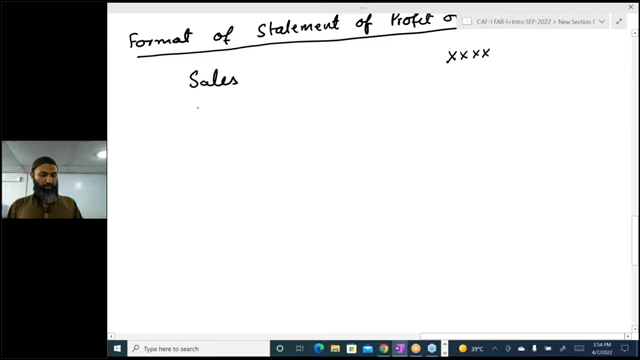 CAF-1 FAR-I+Intro SEP-2022 > New Section 1
Format of Statement of Profit o
xxxx
Sales
Type here to search
39°C
3:54 PM
4/7/2022